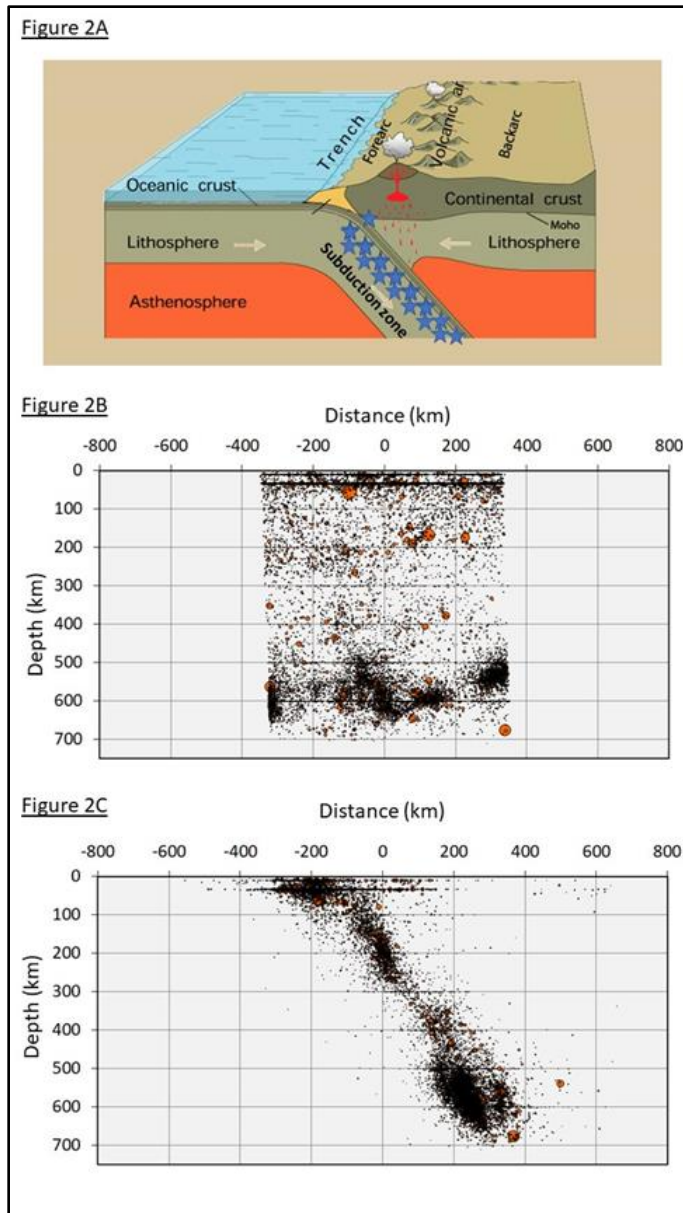 Figure 2A
Trench
Forearc
Volcanic ar
Backarc
Oceanic crust
Continental crust
Moho
Lithosphere
Lithosphere
Subduction zone
Asthenosphere
Figure 2B
Distance (km)
-800 -600 -400 -200 0 200 400 600 800
Depth (km)
0
100
200
300
400
500
600
700
Figure 2C
Distance (km)
-800 -600 -400 -200 0 200 400 600 800
Depth (km)
0
100
200
300
400
500
600
700